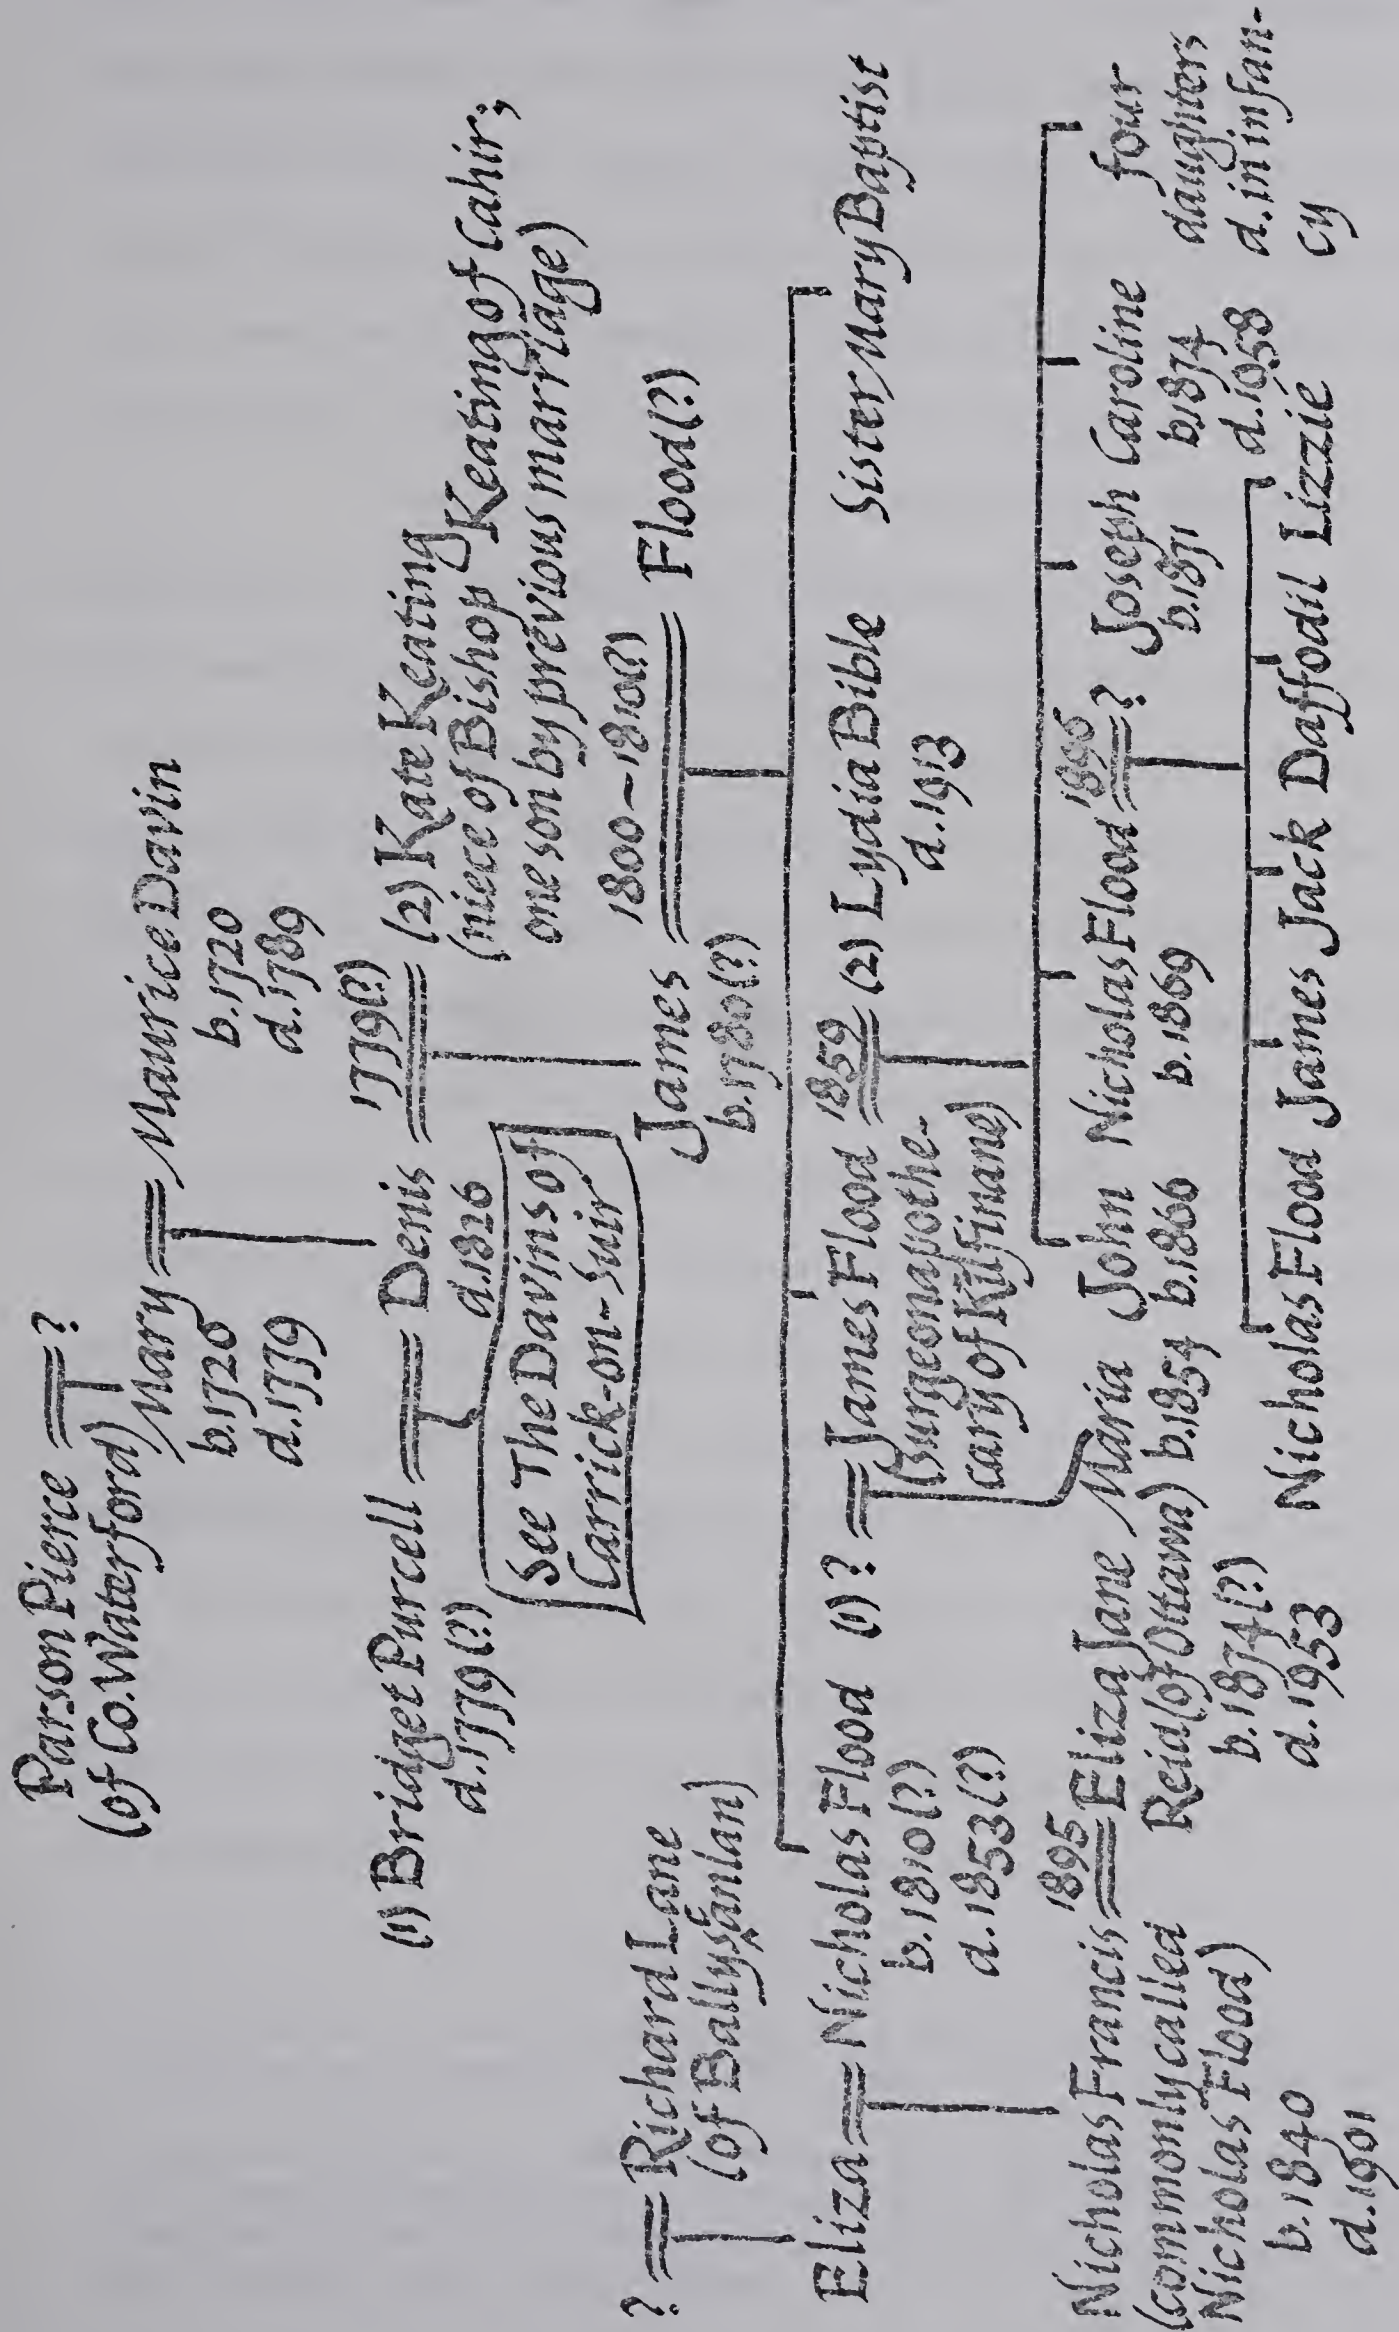 Parson Pierce ?
(of Co. Waterford)
Mary Maurice Davin
b. 1720 b. 1720
d. 1779 d. 1789
1779(?)
(1) Bridget Purcell Denis (2) Kate Keating
d. 1779(?) d. 1826 (niece of Bishop Keating of Cahir;
one son by previous marriage)
See The Davins of
Carrick-on-Suir
1800-1810(?)
? Richard Lane James Flood(?)
(of Ballysanlan) b. 1780(?)
1859
Eliza Nicholas Flood (1) ? James Flood (2) Lydia Bible Sister Mary Baptist
b. 1810(?) (surgeon apothe- d. 1913
d. 1853(?) cary of Kilfinane)
1895 1895
Nicholas Francis Eliza Jane Maria John Nicholas Flood ? Joseph Caroline four
(commonly called Reid (of Ottawa) b. 1854 b. 1866 b. 1869 b. 1871 b. 1874 daughters
Nicholas Flood) b. 1874(?) d. 1958 d. in infan-
b. 1840 d. 1953 cy
d. 1901
Nicholas Flood James Jack Daffodil Lizzie